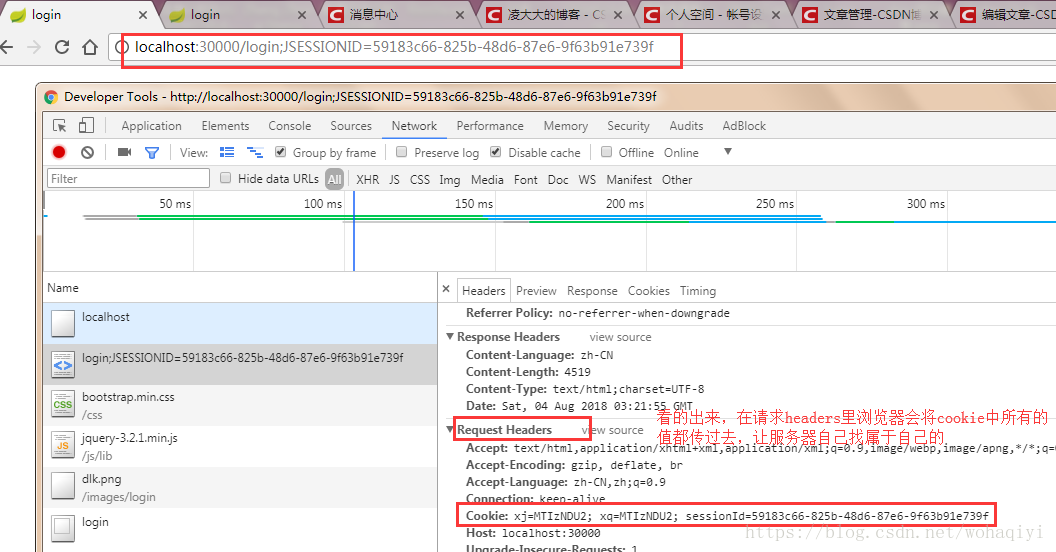 login
login
消息中心
凌大大的博客 - CS
个人空间 - 帐号设
文章管理-CSDN博
编辑文章-CSDN
localhost:30000/login;JSESSIONID=59183c66-825b-48d6-87e6-9f63b91e739f
Developer Tools - http://localhost:30000/login;JSESSIONID=59183c66-825b-48d6-87e6-9f63b91e739f
Application Elements Console Sources Network Performance Memory Security Audits AdBlock
View: Group by frame Preserve log Disable cache Offline Online
Filter Hide data URLs All XHR JS CSS Img Media Font Doc WS Manifest Other
50 ms 100 ms 150 ms 200 ms 250 ms 300 ms
Name
localhost
login;JSESSIONID=59183c66-825b-48d6-87e6-9f63b91e739f
bootstrap.min.css
/css
jquery-3.2.1.min.js
/js/lib
dlk.png
/images/login
login
Headers Preview Response Cookies Timing
Referrer Policy: no-referrer-when-downgrade
Response Headers view source
Content-Language: zh-CN
Content-Length: 4519
Content-Type: text/html;charset=UTF-8
Date: Sat, 04 Aug 2018 03:21:55 GMT
Request Headers view source
看的出来，在请求headers里浏览器会将cookie中所有的
值都传过去，让服务器自己找属于自己的
Accept: text/html,application/xhtml+xml,application/xml;q=0.9,image/webp,image/apng,*/*;q=0
Accept-Encoding: gzip, deflate, br
Accept-Language: zh-CN,zh;q=0.9
Connection: keep-alive
Cookie: xj=MTIzNDU2; xq=MTIzNDU2; sessionId=59183c66-825b-48d6-87e6-9f63b91e739f
Host: localhost:30000
Upgrade-Insecure-Requests: 1
https://blog.csdn.net/wohaqiyi